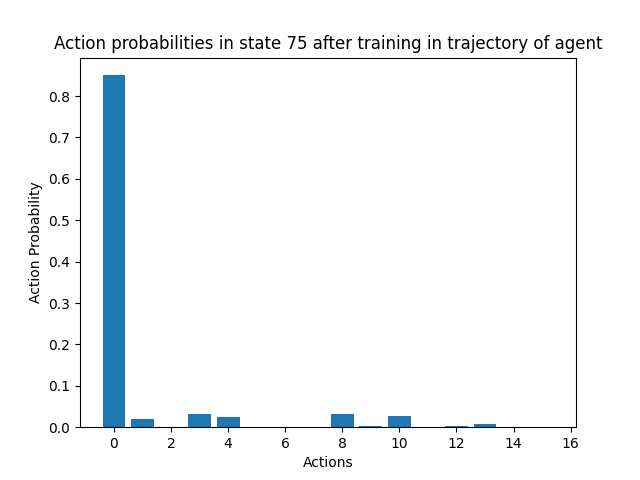 Action probabilities in state 75 after training in trajectory of agent
Action Probability
0.8
0.7
0.6
0.5
0.4
0.3
0.2
0.1
0.0
0 2 4 6 8 10 12 14 16
Actions